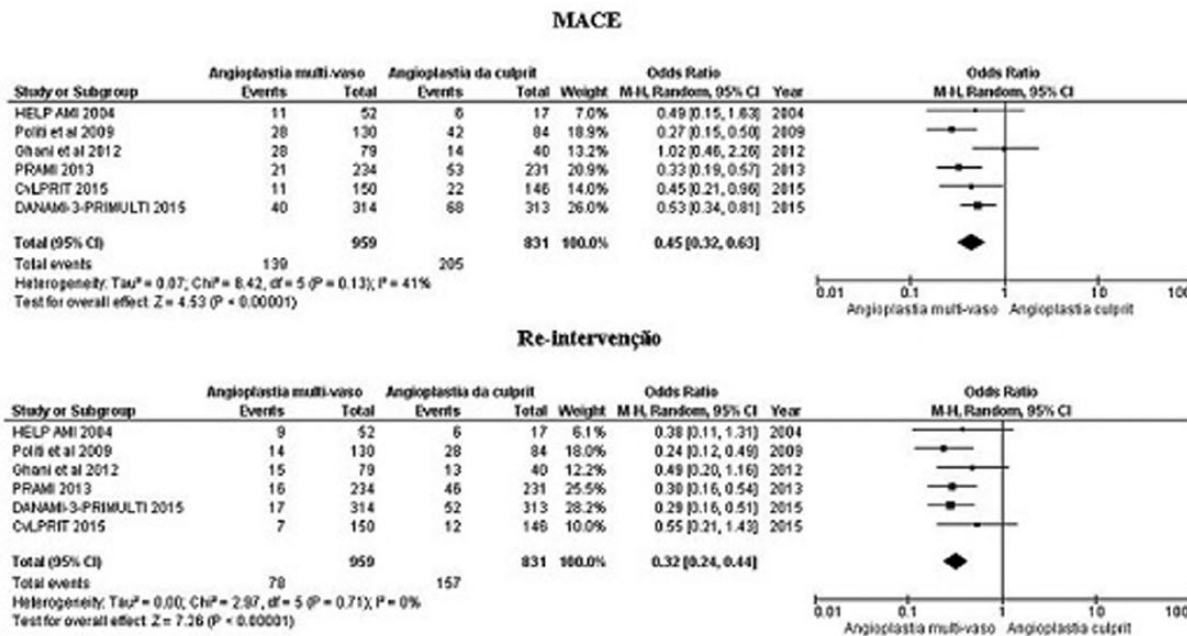 MACE
Angioplastia multi-vaso Angioplastia da culprit Odds Ratio Odds Ratio
Study or Subgroup Events Total Events Total Weight M-H, Random, 95% CI Year M-H, Random, 95% CI
HELP AMI 2004 11 52 6 17 7.0% 0.49 [0.15, 1.63] 2004
Politi et al 2009 28 130 42 84 18.9% 0.27 [0.15, 0.50] 2009
Ghani et al 2012 28 79 14 40 13.2% 1.02 [0.46, 2.26] 2012
PRAMI 2013 21 234 53 231 20.9% 0.33 [0.19, 0.57] 2013
CvLPRIT 2015 11 150 22 146 14.0% 0.45 [0.21, 0.96] 2015
DANAMI-3-PRIMULTI 2015 40 314 68 313 26.0% 0.53 [0.34, 0.81] 2015
Total (95% CI) 959 831 100.0% 0.45 [0.32, 0.63]
Total events 139 205
Heterogeneity: Tau² = 0.07; Chi² = 8.42, df = 5 (P = 0.13); I² = 41%
Test for overall effect: Z = 4.53 (P < 0.00001)
0.01 0.1 1 10 100
Angioplastia multi-vaso Angioplastia culprit
Re-intervenção
Angioplastia multi-vaso Angioplastia da culprit Odds Ratio Odds Ratio
Study or Subgroup Events Total Events Total Weight M-H, Random, 95% CI Year M-H, Random, 95% CI
HELP AMI 2004 9 52 6 17 6.1% 0.38 [0.11, 1.31] 2004
Politi et al 2009 14 130 28 84 18.0% 0.24 [0.12, 0.49] 2009
Ghani et al 2012 15 79 13 40 12.2% 0.49 [0.20, 1.16] 2012
PRAMI 2013 16 234 46 231 25.5% 0.30 [0.16, 0.54] 2013
DANAMI-3-PRIMULTI 2015 17 314 52 313 28.2% 0.29 [0.16, 0.51] 2015
CvLPRIT 2015 7 150 12 146 10.0% 0.55 [0.21, 1.43] 2015
Total (95% CI) 959 831 100.0% 0.32 [0.24, 0.44]
Total events 78 157
Heterogeneity: Tau² = 0.00; Chi² = 2.97, df = 5 (P = 0.71); I² = 0%
Test for overall effect: Z = 7.26 (P < 0.00001)
0.01 0.1 1 10 100
Angioplastia multi-vaso Angioplastia culprit